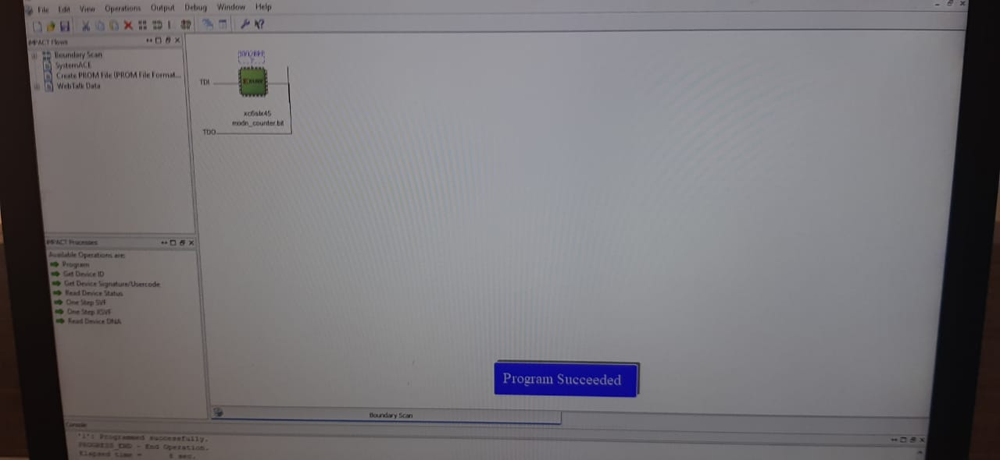 File Edit View Operations Output Debug Window Help
iMPACT Flows
Boundary Scan
SystemACE
Create PROM File (PROM File Format...
WebTalk Data
TDI
xc6slx45
modn_counter.bit
TDO
iMPACT Processes
Available Operations are:
Program
Get Device ID
Get Device Signature/Usercode
Read Device Status
One Step SVF
One Step XSVF
Read Device DNA
Program Succeeded
Boundary Scan
Console
'1': Programmed successfully.
PROGRESS_END - End Operation.
Elapsed time = sec.